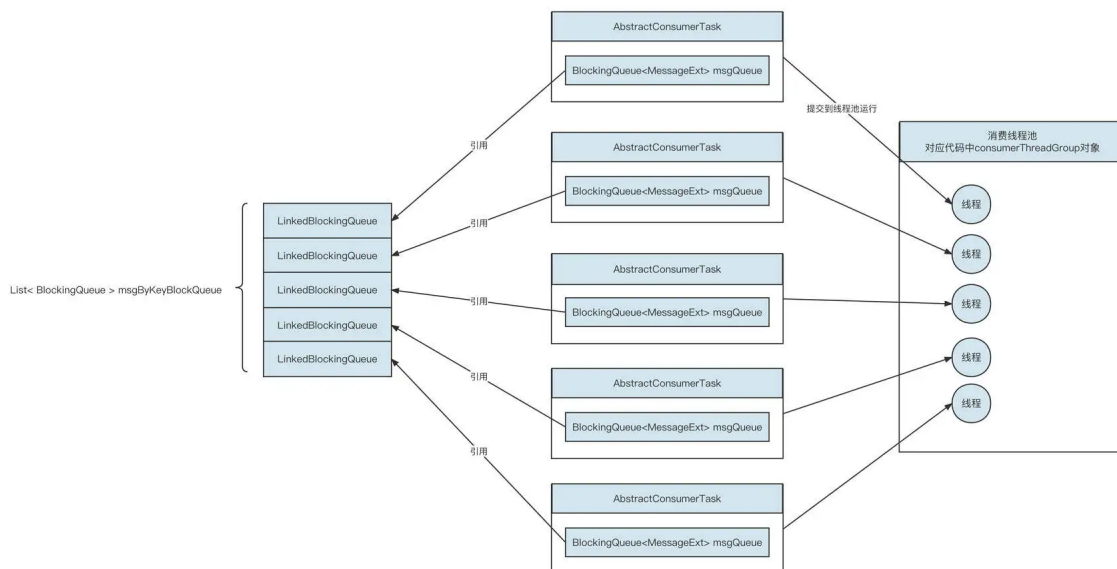 AbstractConsumerTask
BlockingQueue<MessageExt> msgQueue
提交到线程池运行
消费线程池
对应代码中consumerThreadGroup对象
引用
AbstractConsumerTask
BlockingQueue<MessageExt> msgQueue
线程
引用
LinkedBlockingQueue
LinkedBlockingQueue
线程
AbstractConsumerTask
List< BlockingQueue > msgByKeyBlockQueue
LinkedBlockingQueue
引用
BlockingQueue<MessageExt> msgQueue
线程
LinkedBlockingQueue
LinkedBlockingQueue
引用
AbstractConsumerTask
线程
BlockingQueue<MessageExt> msgQueue
线程
引用
AbstractConsumerTask
BlockingQueue<MessageExt> msgQueue